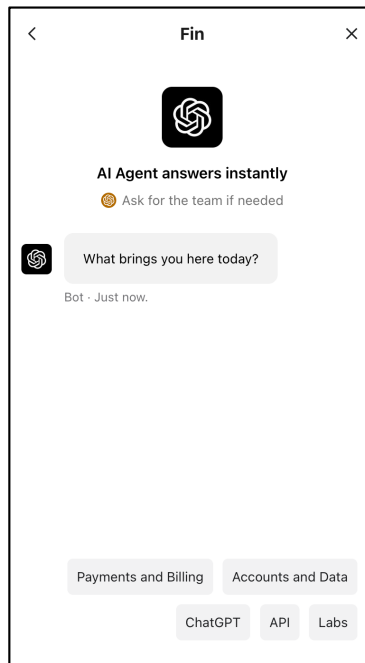 Fin
AI Agent answers instantly
Ask for the team if needed
What brings you here today?
Bot · Just now.
Payments and Billing
Accounts and Data
ChatGPT
API
Labs